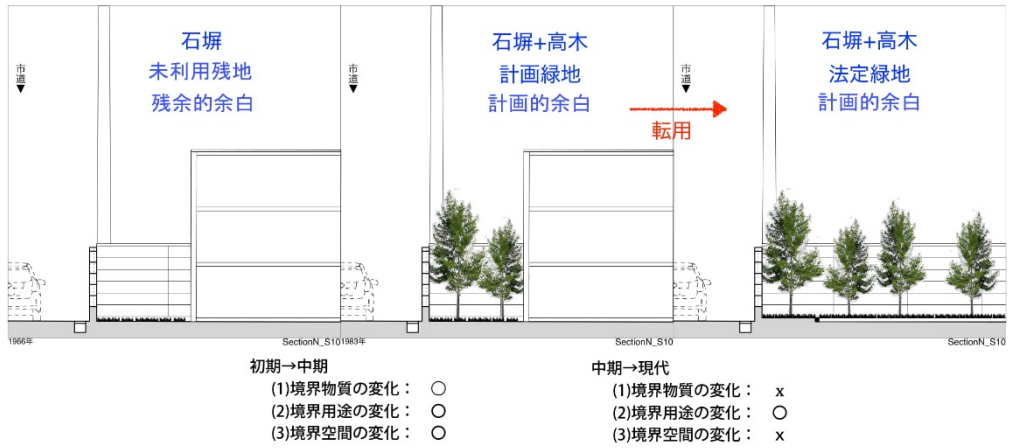 石塀
未利用残地
残余的余白
市道
1966年
SectionN_S10
石塀+高木
計画緑地
計画的余白
市道
転用
1983年
SectionN_S10
石塀+高木
法定緑地
計画的余白
市道
SectionN_S10
初期→中期
(1)境界物質の変化： ○
(2)境界用途の変化： ○
(3)境界空間の変化： ○
中期→現代
(1)境界物質の変化： x
(2)境界用途の変化： ○
(3)境界空間の変化： x